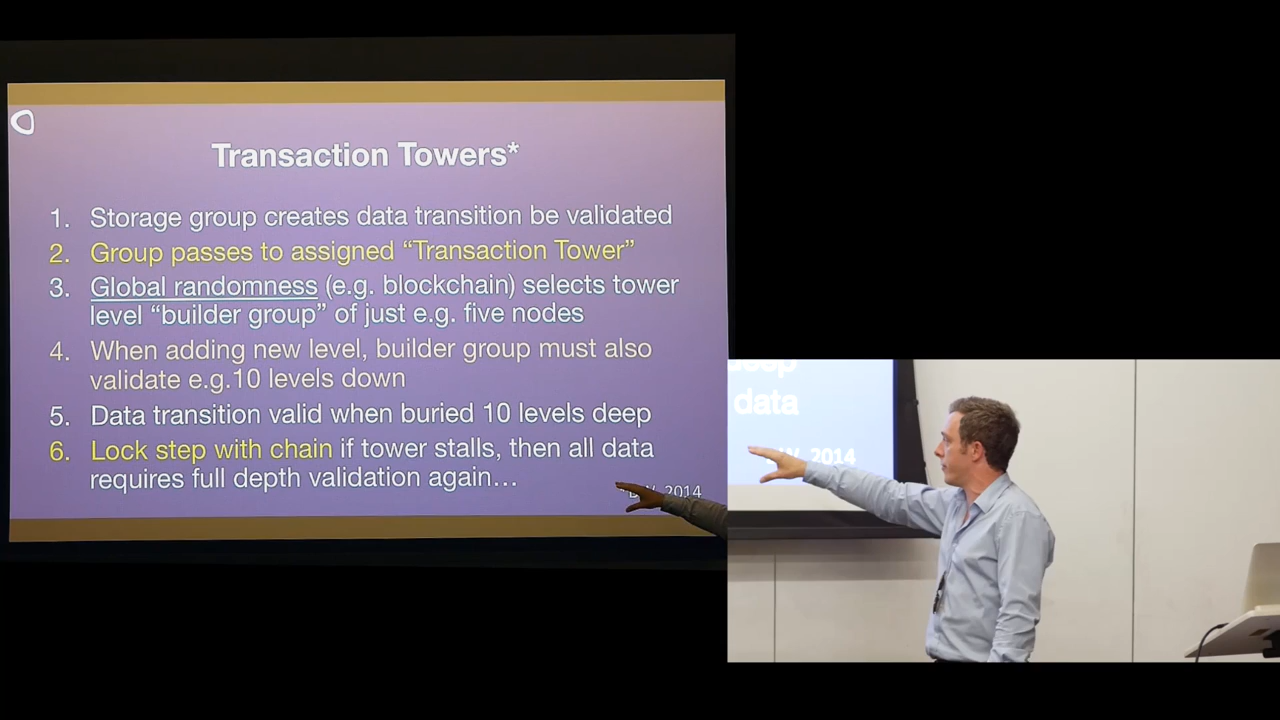 Transaction Towers*
1. Storage group creates data transition be validated
2. Group passes to assigned “Transaction Tower”
3. Global randomness (e.g. blockchain) selects tower
level “builder group” of just e.g. five nodes
4. When adding new level, builder group must also
validate e.g.10 levels down
5. Data transition valid when buried 10 levels deep
6. Lock step with chain if tower stalls, then all data
requires full depth validation again…
2014
deep
data
2014